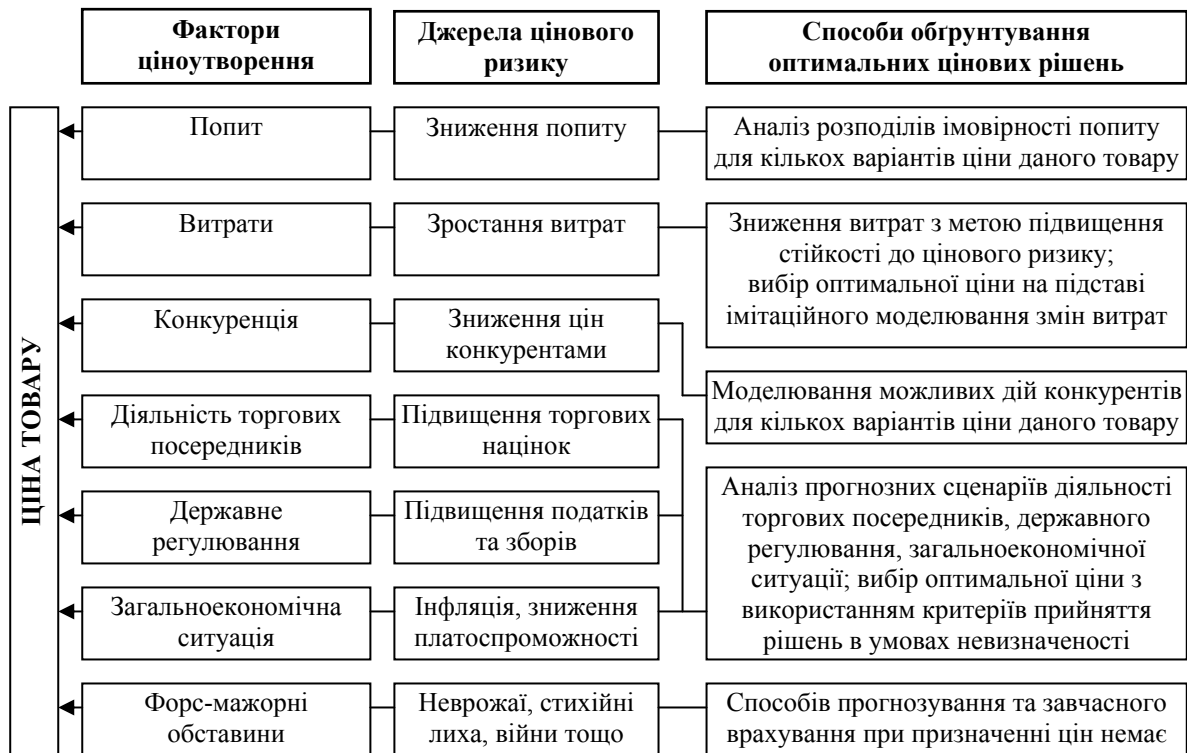 Фактори
ціноутворення
Джерела цінового
ризику
Способи обґрунтування
оптимальних цінових рішень
ЦІНА ТОВАРУ
Попит
Зниження попиту
Аналіз розподілів імовірності попиту
для кількох варіантів ціни даного товару
Витрати
Зростання витрат
Зниження витрат з метою підвищення
стійкості до цінового ризику;
вибір оптимальної ціни на підставі
імітаційного моделювання змін витрат
Конкуренція
Зниження цін
конкурентами
Моделювання можливих дій конкурентів
для кількох варіантів ціни даного товару
Діяльність торгових
посередників
Підвищення торгових
націнок
Державне
регулювання
Підвищення податків
та зборів
Загальноекономічна
ситуація
Інфляція, зниження
платоспроможності
Аналіз прогнозних сценаріїв діяльності
торгових посередників, державного
регулювання, загальноекономічної
ситуації; вибір оптимальної ціни з
використанням критеріїв прийняття
рішень в умовах невизначеності
Форс-мажорні
обставини
Неврожаї, стихійні
лиха, війни тощо
Способів прогнозування та завчасного
врахування при призначенні цін немає